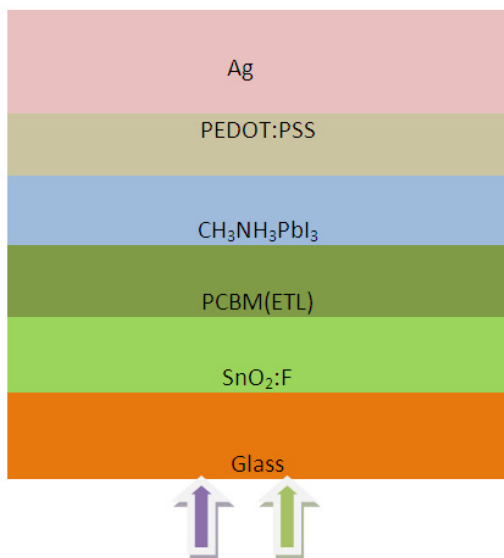 Ag
PEDOT:PSS
CH₃NH₃PbI₃
PCBM(ETL)
SnO₂:F
Glass